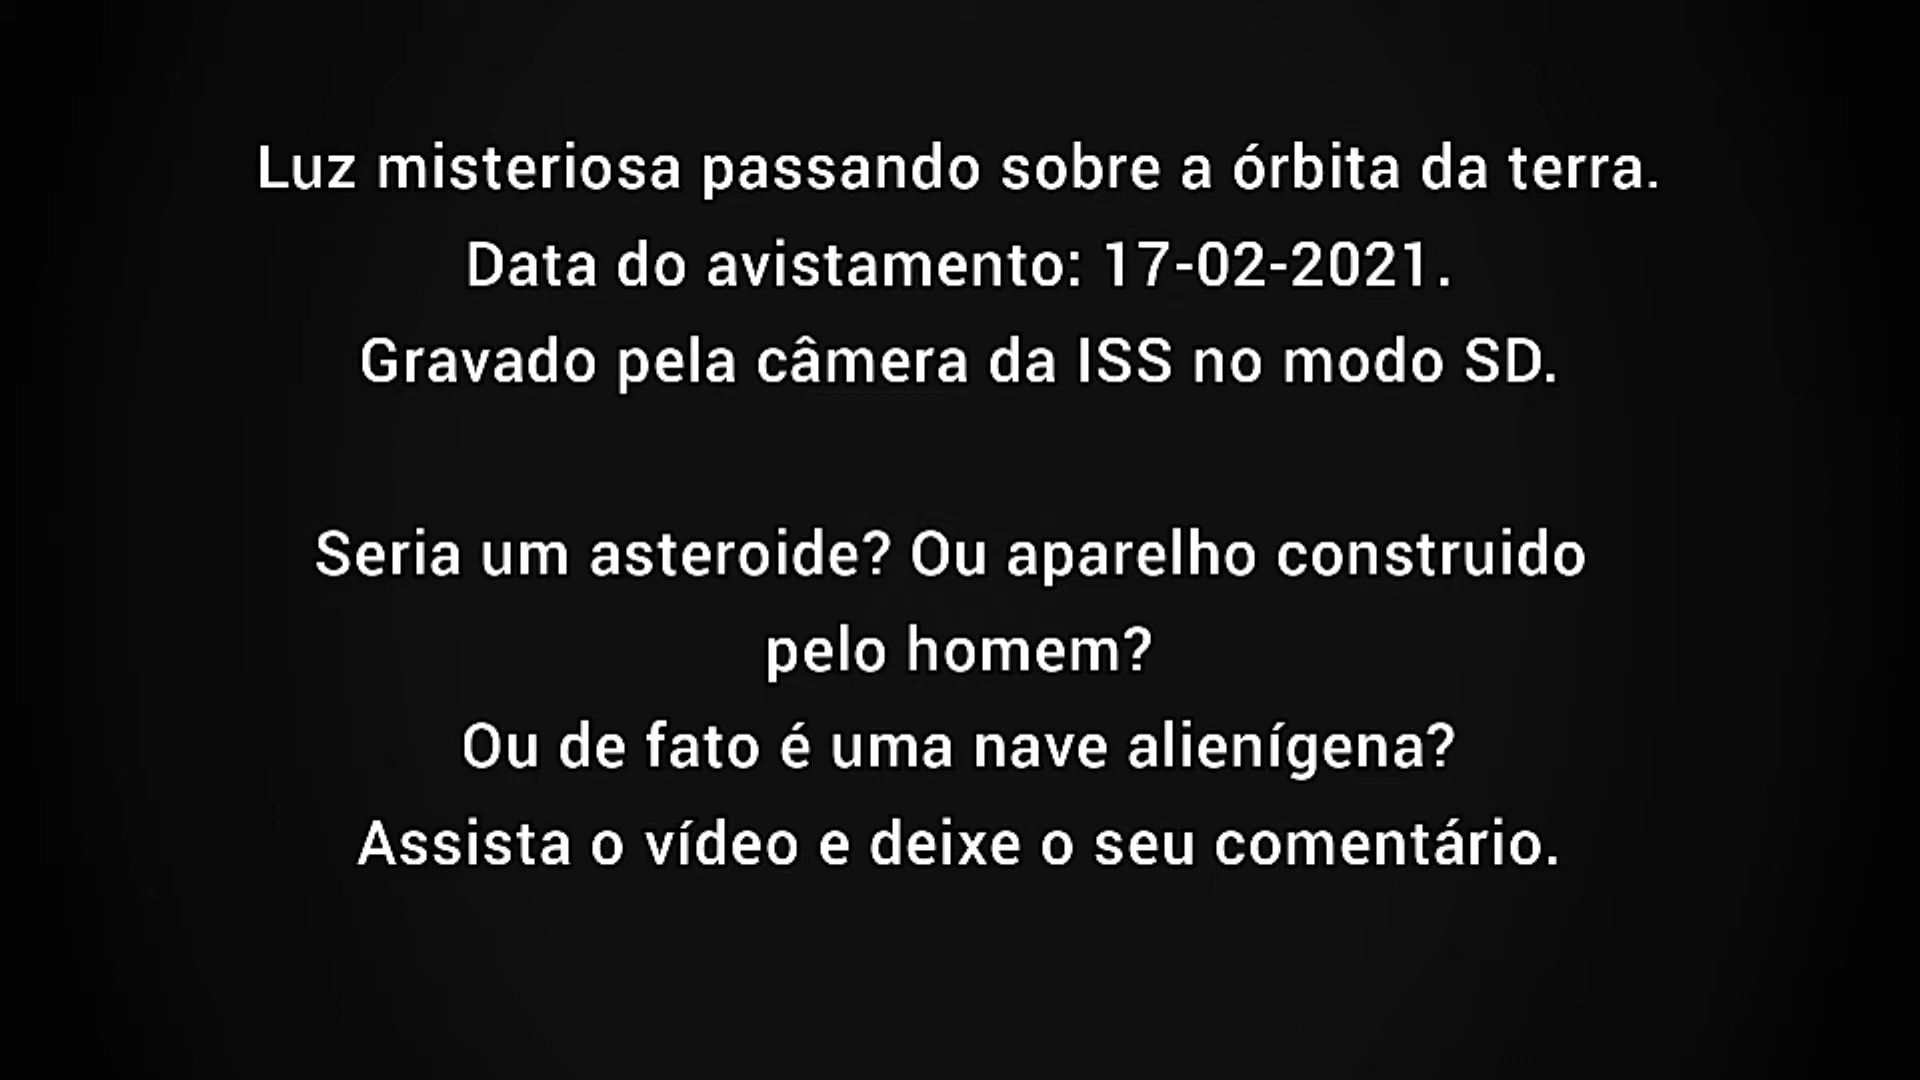 Luz misteriosa passando sobre a órbita da terra.
Data do avistamento: 17-02-2021.
Gravado pela câmera da ISS no modo SD.
Seria um asteroide? Ou aparelho construido
pelo homem?
Ou de fato é uma nave alienígena?
Assista o vídeo e deixe o seu comentário.